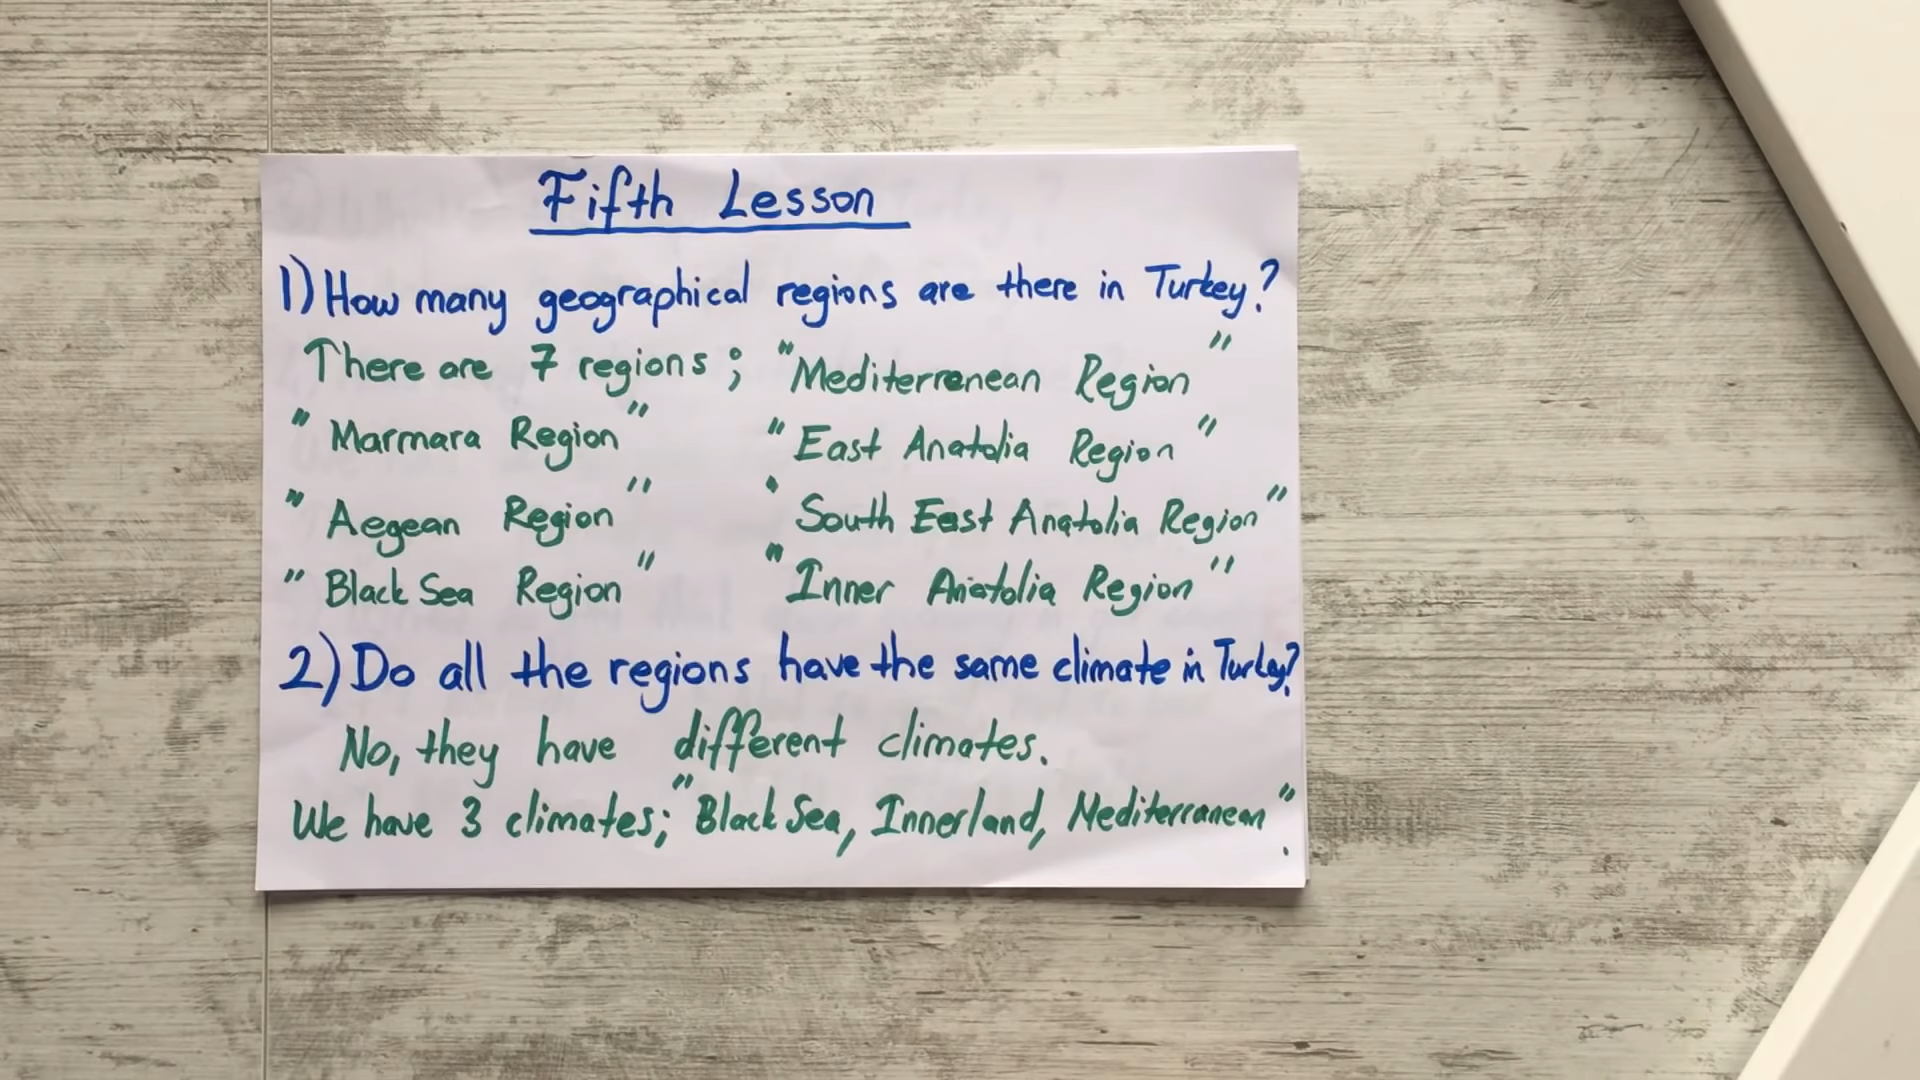 Fifth Lesson
1) How many geographical regions are there in Turkey?
There are 7 regions; "Mediterranean Region"
"Marmara Region" "East Anatolia Region"
"Aegean Region" "South East Anatolia Region"
"Black Sea Region" "Inner Anatolia Region"
2) Do all the regions have the same climate in Turkey?
No, they have different climates.
We have 3 climates; "Black Sea, Innerland, Mediterranean".